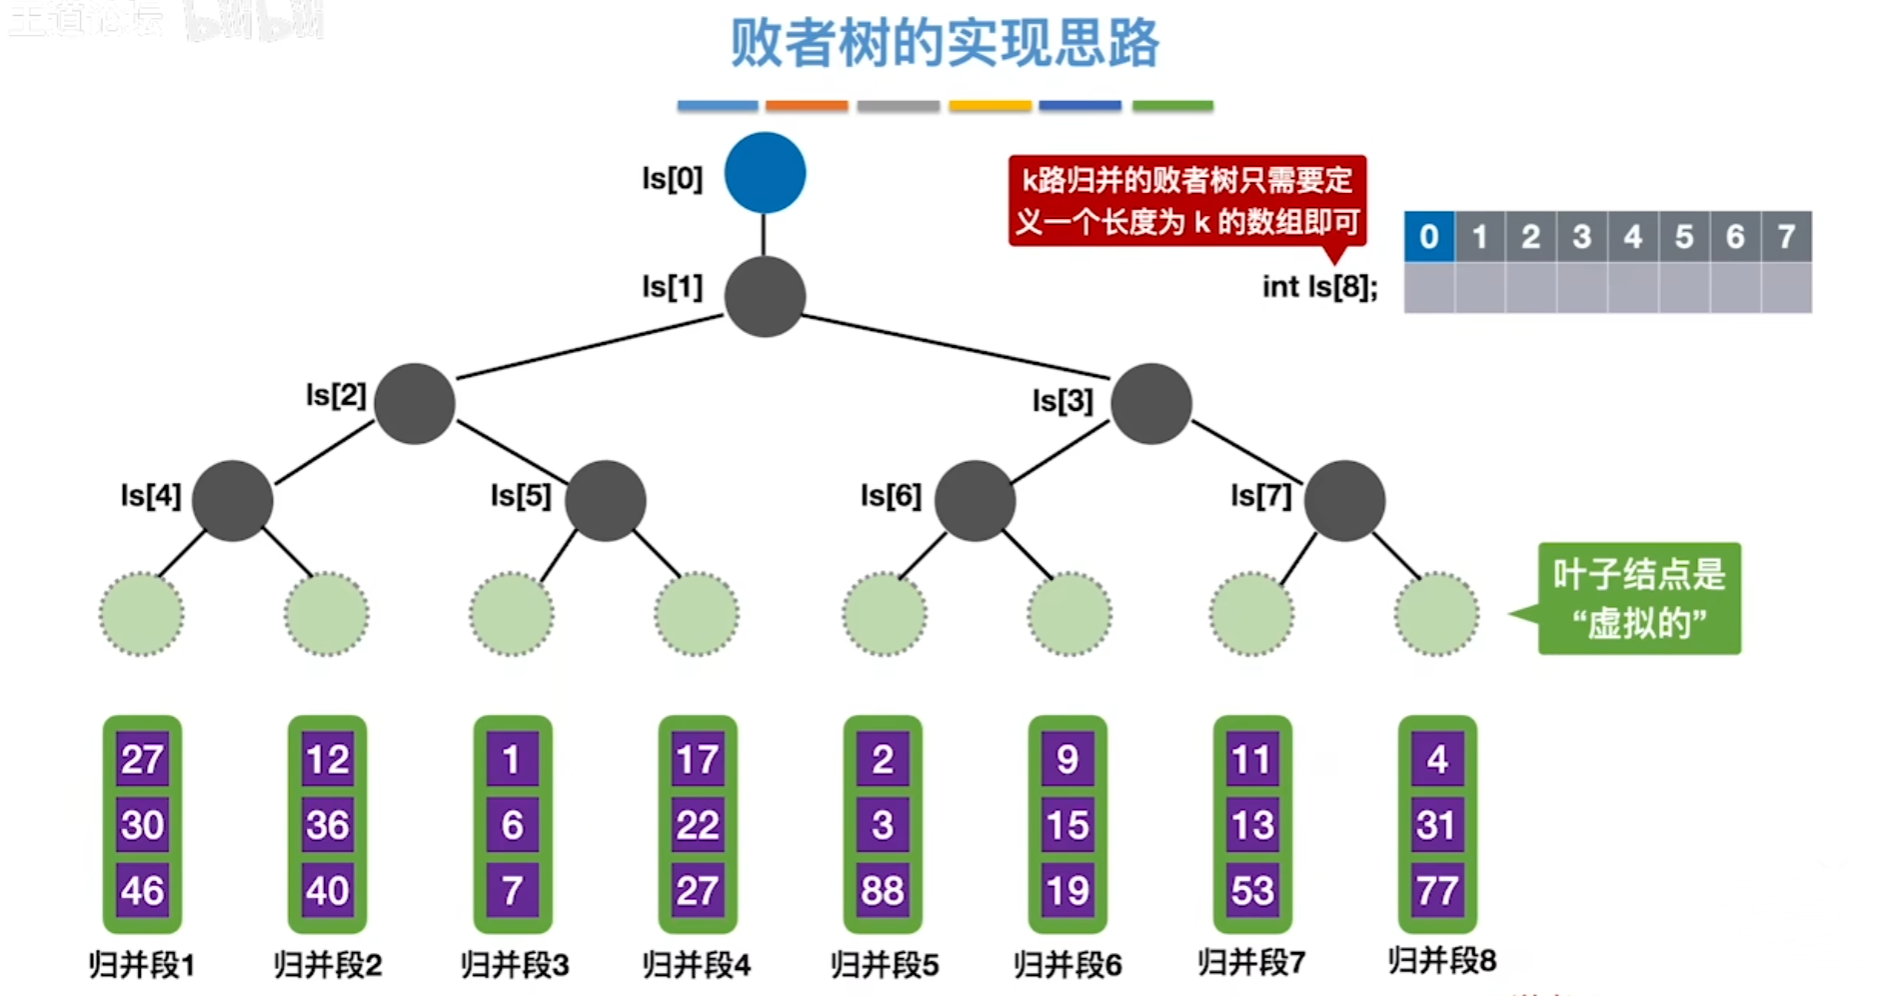 王道论坛 bilibili
败者树的实现思路
ls[0]
k路归并的败者树只需要定
义一个长度为 k 的数组即可
0 1 2 3 4 5 6 7
ls[1]
int ls[8];
ls[2]
ls[3]
ls[4]
ls[5]
ls[6]
ls[7]
叶子结点是
“虚拟的”
27 12 1 17 2 9 11 4
30 36 6 22 3 15 13 31
46 40 7 27 88 19 53 77
归并段1 归并段2 归并段3 归并段4 归并段5 归并段6 归并段7 归并段8